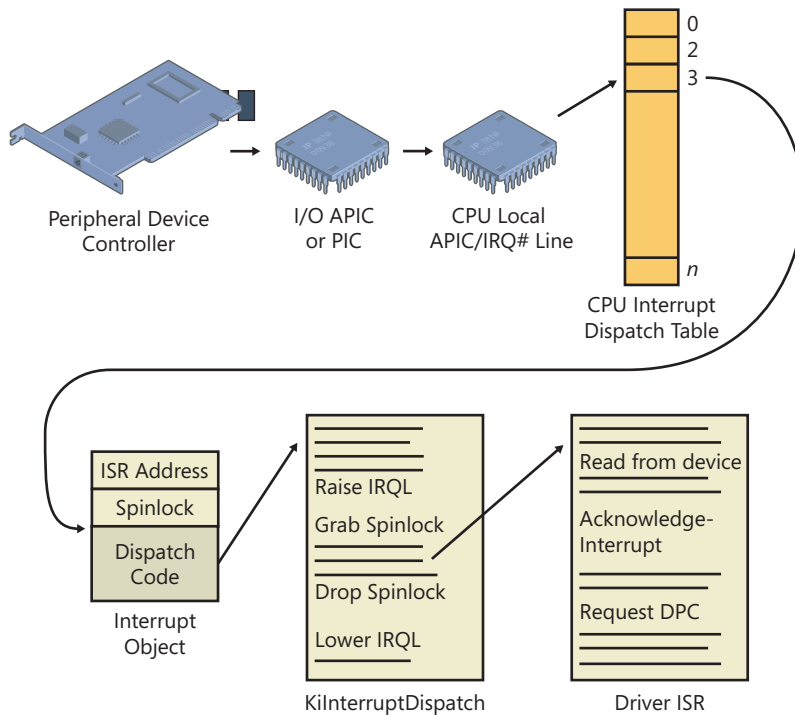 0
2
3
n
Peripheral Device
Controller
I/O APIC
or PIC
CPU Local
APIC/IRQ# Line
CPU Interrupt
Dispatch Table
ISR Address
Spinlock
Dispatch
Code
Interrupt
Object
Raise IRQL
Grab Spinlock
Drop Spinlock
Lower IRQL
KiInterruptDispatch
Read from device
Acknowledge-
Interrupt
Request DPC
Driver ISR